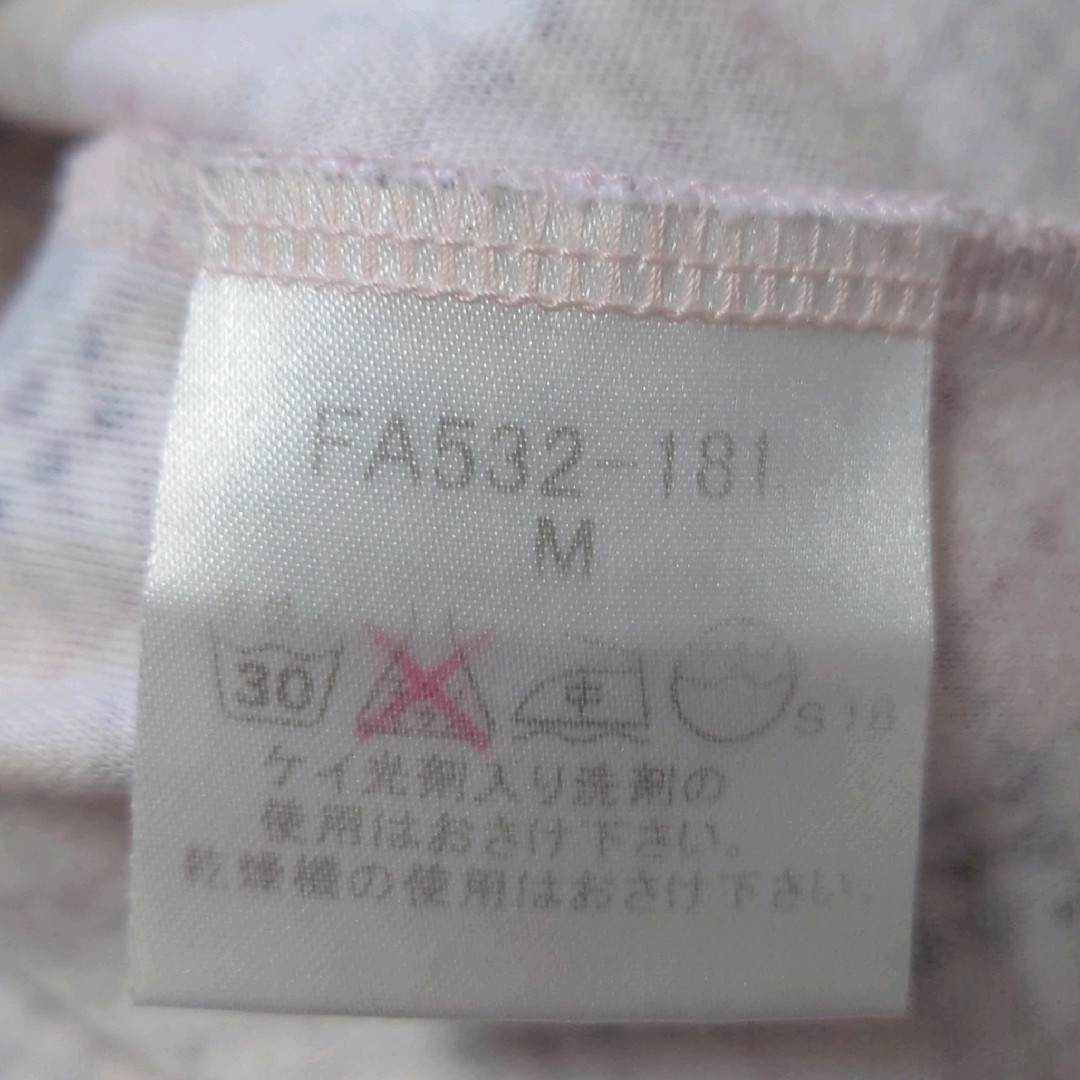 FA532-181
M
30 中 S18
ケイ光剤入り洗剤の
使用はおさけ下さい。
乾燥機の使用はおさけ下さい。